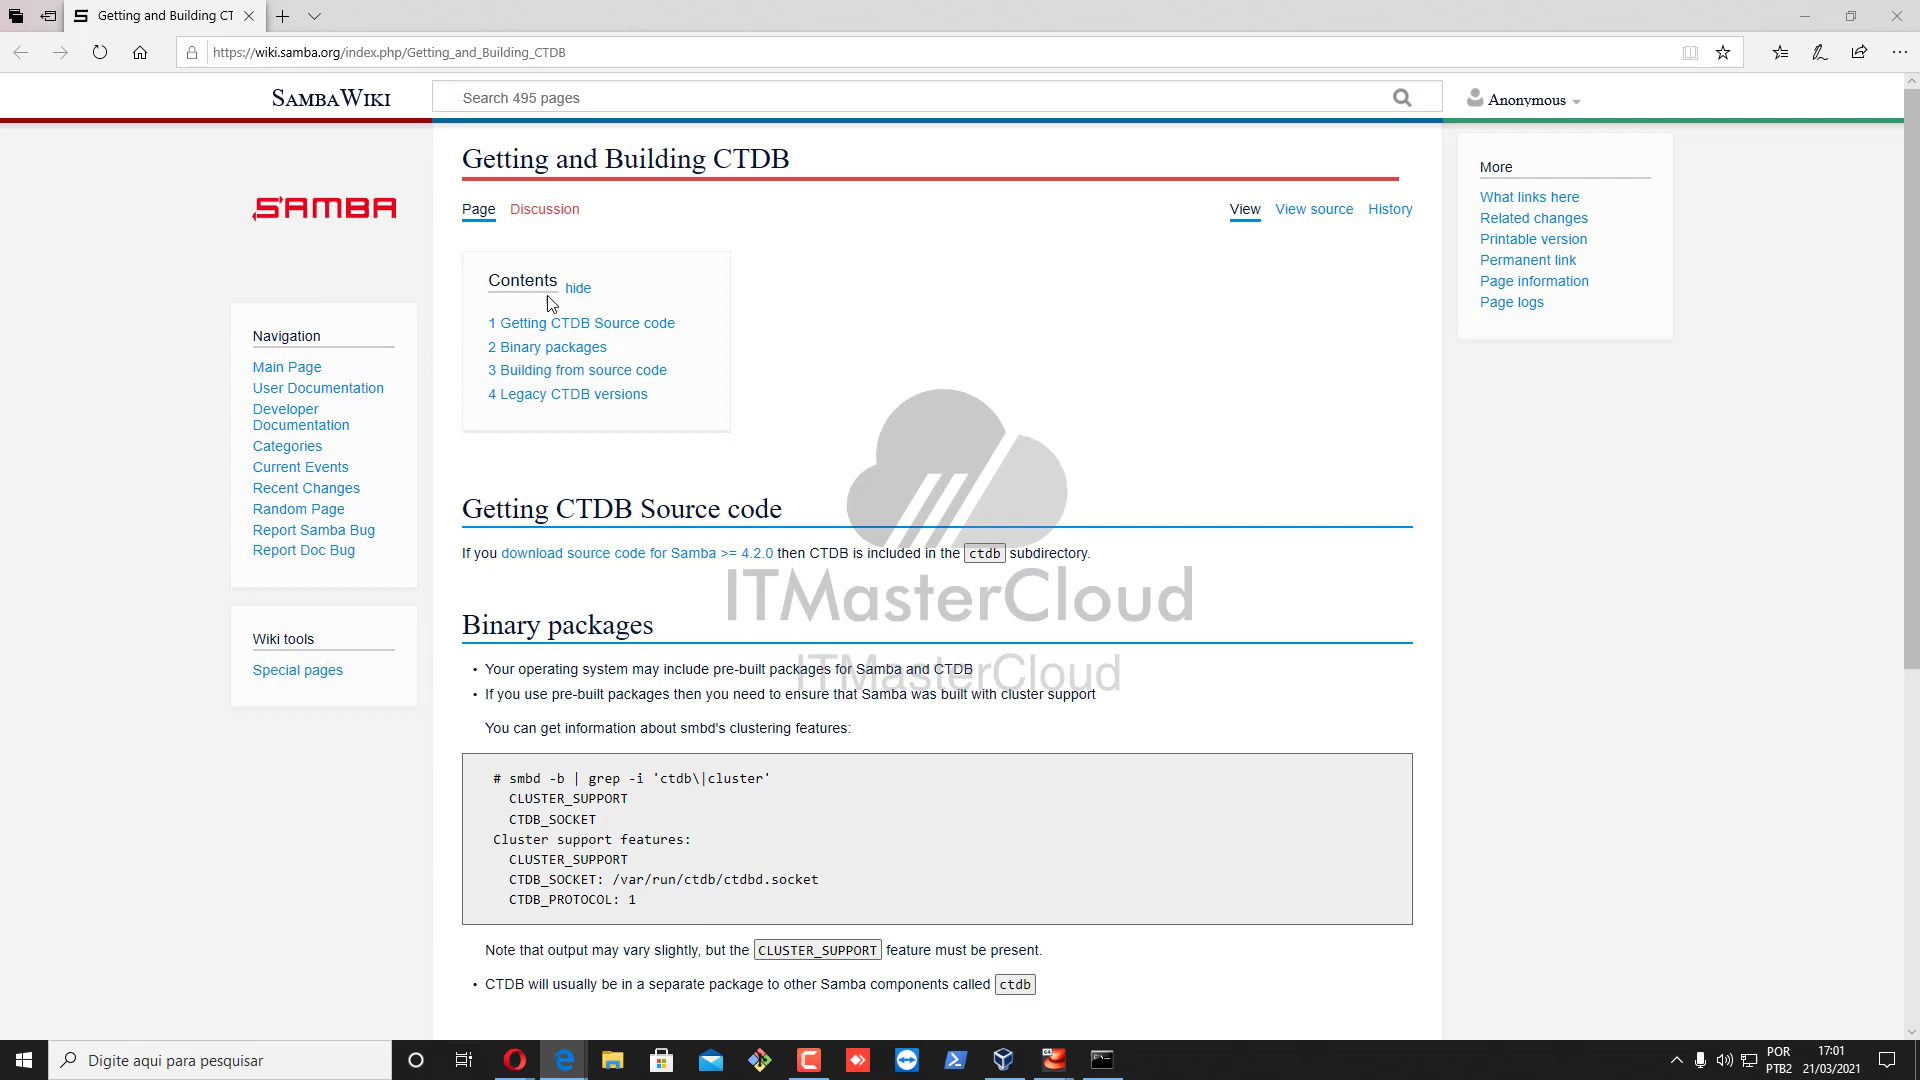 Getting and Building CT
https://wiki.samba.org/index.php/Getting_and_Building_CTDB
SambaWiki
Search 495 pages
Anonymous
SAMBA
Navigation
Main Page
User Documentation
Developer
Documentation
Categories
Current Events
Recent Changes
Random Page
Report Samba Bug
Report Doc Bug
Wiki tools
Special pages
Getting and Building CTDB
Page Discussion
View View source History
Contents hide
1 Getting CTDB Source code
2 Binary packages
3 Building from source code
4 Legacy CTDB versions
Getting CTDB Source code
If you download source code for Samba >= 4.2.0 then CTDB is included in the ctdb subdirectory.
ITMasterCloud
Binary packages
ITMasterCloud
• Your operating system may include pre-built packages for Samba and CTDB
• If you use pre-built packages then you need to ensure that Samba was built with cluster support
You can get information about smbd's clustering features:
# smbd -b | grep -i 'ctdb\|cluster'
CLUSTER_SUPPORT
CTDB_SOCKET
Cluster support features:
CLUSTER_SUPPORT
CTDB_SOCKET: /var/run/ctdb/ctdbd.socket
CTDB_PROTOCOL: 1
Note that output may vary slightly, but the CLUSTER_SUPPORT feature must be present.
• CTDB will usually be in a separate package to other Samba components called ctdb
More
What links here
Related changes
Printable version
Permanent link
Page information
Page logs
Digite aqui para pesquisar
POR
PTB2
17:01
21/03/2021